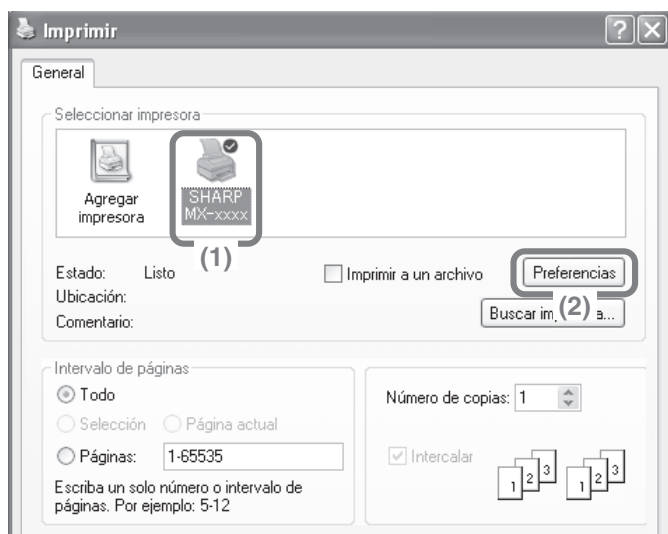 Imprimir
General
Seleccionar impresora
Agregar impresora
SHARP MX-xxxx
(1)
Estado: Listo
Imprimir a un archivo
Preferencias
Ubicación:
(2)
Comentario:
Buscar
Intervalo de páginas
Todo
Selección
Página actual
Páginas: 1-65535
Escriba un solo número o intervalo de
páginas. Por ejemplo: 5-12
Número de copias: 1
Intercalar
1 2 3 1 2 3